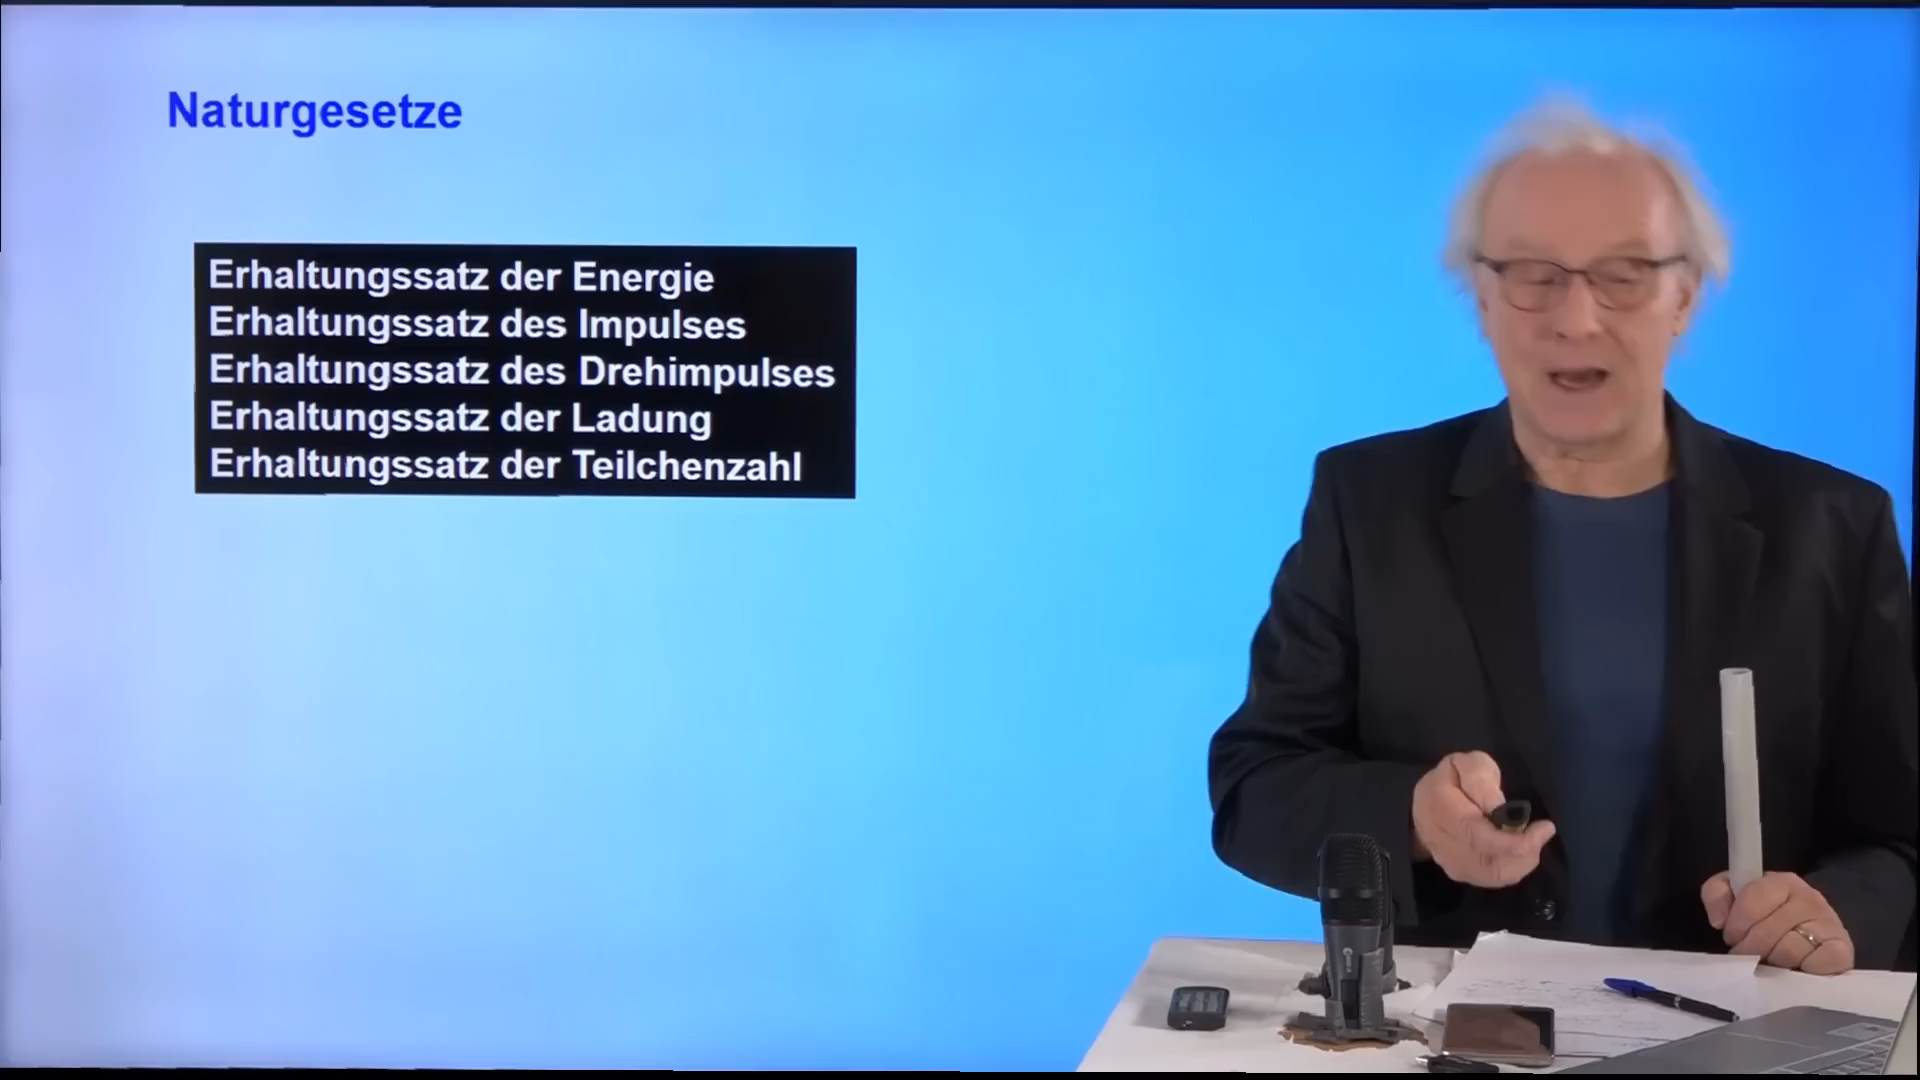 Naturgesetze
Erhaltungssatz der Energie
Erhaltungssatz des Impulses
Erhaltungssatz des Drehimpulses
Erhaltungssatz der Ladung
Erhaltungssatz der Teilchenzahl